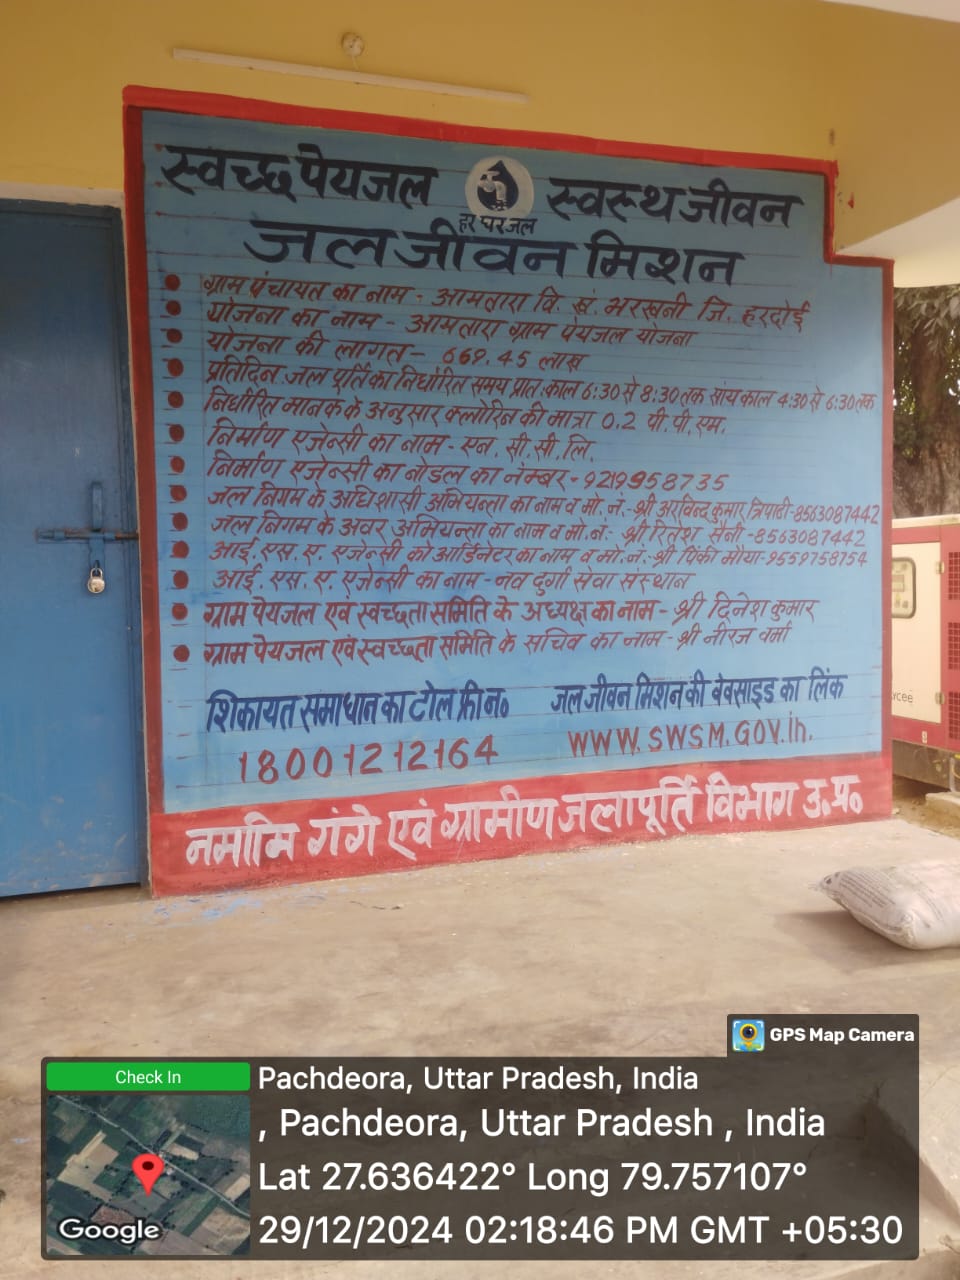 स्वच्छ पेयजल स्वस्थ जीवन
हर घर जल
जल जीवन मिशन
ग्राम पंचायत का नाम - आमतारा वि. खं. भरखनी जि. हरदोई
योजना का नाम - आमतारा ग्राम पेयजल योजना
योजना की लागत - 669.45 लाख
प्रतिदिन जल पूर्ति का निर्धारित समय प्रात: काल 6:30 से 8:30 तक सांय काल 4:30 से 6:30 तक
निर्धारित मानक के अनुसार क्लोरिन की मात्रा 0.2 पी.पी.एम.
निर्माण एजेन्सी का नाम - एन. सी. सी. लि.
निर्माण एजेन्सी का नोडल का नंम्बर - 9219958735
जल निगम के अधिशासी अभियन्ता का नाम व मो. नं. - श्री अरविन्द कुमार त्रिपाठी - 8563087442
जल निगम के अवर अभियन्ता का नाम व मो.नं. - श्री रितेश सैनी - 8563087442
आई. एस. ए. एजेन्सी को आर्डिनेटर का नाम व मो.नं. श्री पिंकी मौर्या - 9559758754
आई. एस. ए. एजेन्सी का नाम - नव दुर्गा सेवा संस्थान
ग्राम पेयजल एवं स्वच्छता समिति के अध्यक्ष का नाम - श्री दिनेश कुमार
ग्राम पेयजल एवं स्वच्छता समिति के सचिव का नाम - श्री नीरज वर्मा
शिकायत समाधान का टोल फ्री न० जल जीवन मिशन की बेवसाइड का लिंक
18001212164 WWW.SWSM.GOV.in.
नमामि गंगे एवं ग्रामीण जलापूर्ति विभाग उ.प्र०
GPS Map Camera
Check In
Pachdeora, Uttar Pradesh, India
, Pachdeora, Uttar Pradesh , India
Lat 27.636422° Long 79.757107°
29/12/2024 02:18:46 PM GMT +05:30
Google